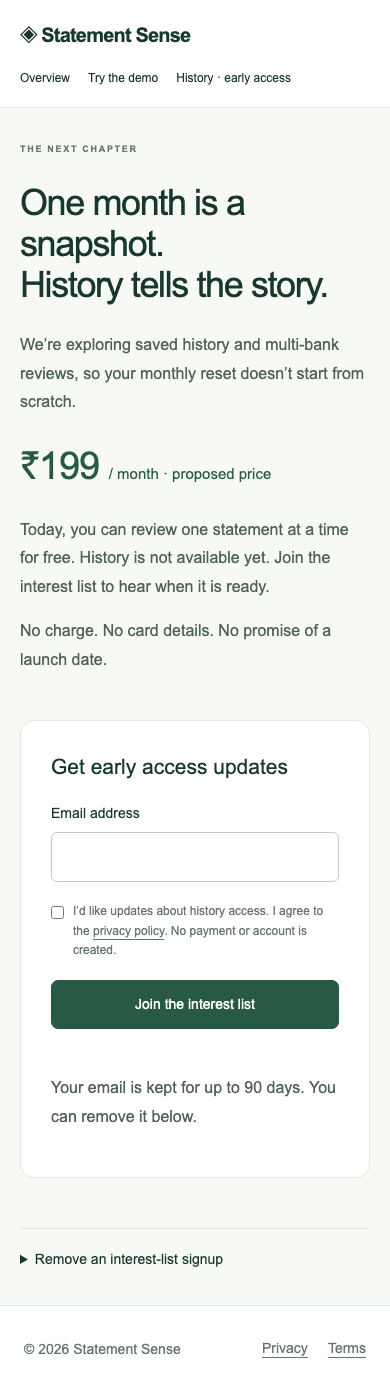 Statement Sense
Overview Try the demo History · early access
THE NEXT CHAPTER
One month is a
snapshot.
History tells the story.
We’re exploring saved history and multi-bank
reviews, so your monthly reset doesn’t start from
scratch.
₹199 / month · proposed price
Today, you can review one statement at a time
for free. History is not available yet. Join the
interest list to hear when it is ready.
No charge. No card details. No promise of a
launch date.
Get early access updates
Email address
I’d like updates about history access. I agree to
the privacy policy. No payment or account is
created.
Join the interest list
Your email is kept for up to 90 days. You
can remove it below.
Remove an interest-list signup
© 2026 Statement Sense Privacy Terms